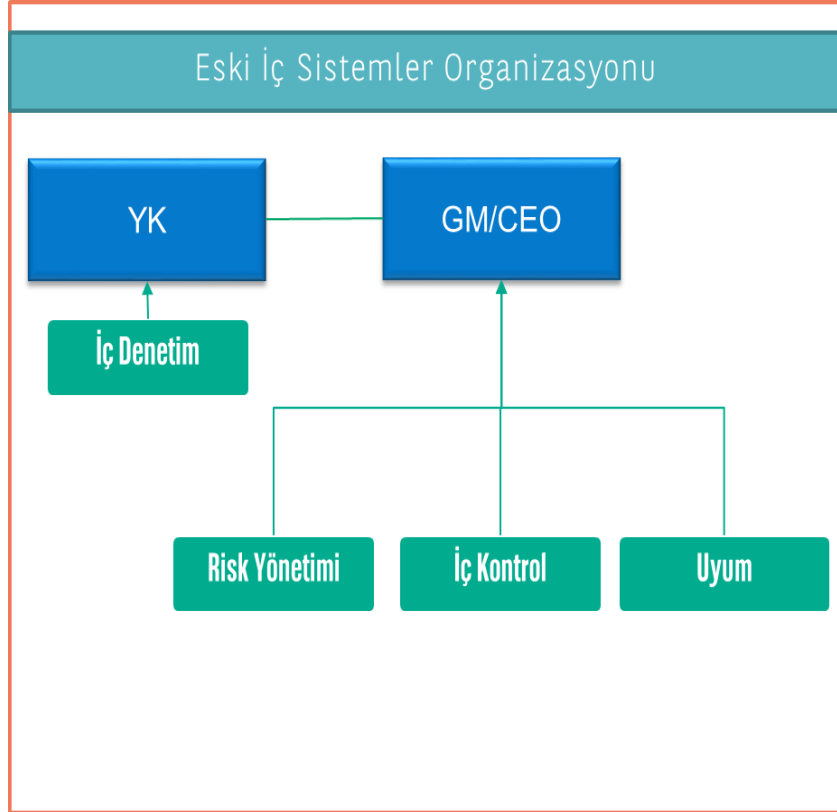 Eski İç Sistemler Organizasyonu
YK
GM/CEO
İç Denetim
Risk Yönetimi
İç Kontrol
Uyum